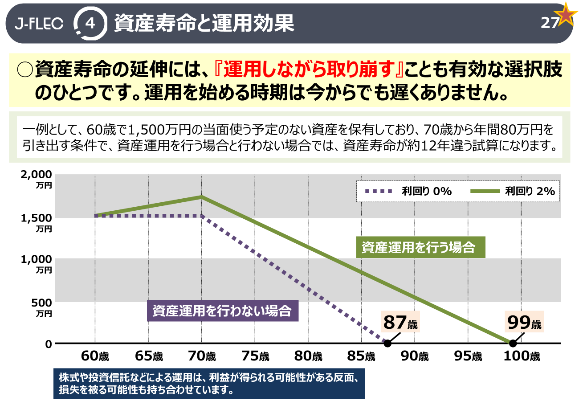 J-FLEC 4 資産寿命と運用効果 27
○資産寿命の延伸には、『運用しながら取り崩す』ことも有効な選択肢
のひとつです。運用を始める時期は今からでも遅くありません。
一例として、60歳で1,500万円の当面使う予定のない資産を保有しており、70歳から年間80万円を
引き出す条件で、資産運用を行う場合と行わない場合では、資産寿命が約12年違う試算になります。
2,000
万円
利回り 0% 利回り 2%
1,500
万円
資産運用を行う場合
1,000
万円
500
万円
資産運用を行わない場合
87歳 99歳
0
60歳 65歳 70歳 75歳 80歳 85歳 90歳 95歳 100歳
株式や投資信託などによる運用は、利益が得られる可能性がある反面、
損失を被る可能性も持ち合わせています。